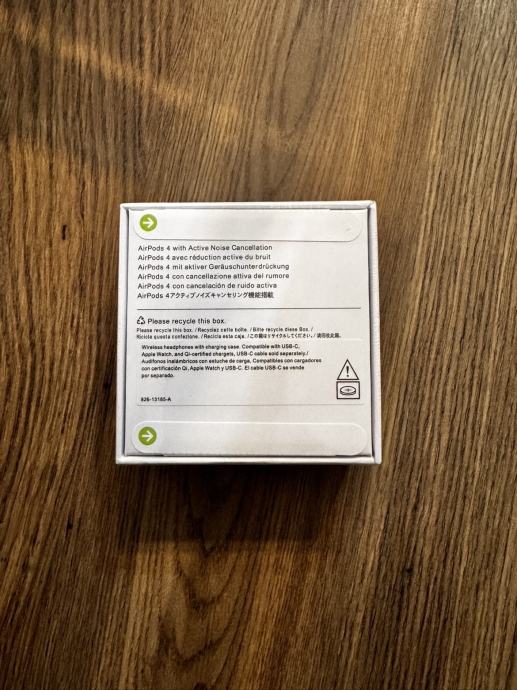 AirPods 4 with Active Noise Cancellation
AirPods 4 avec réduction active du bruit
AirPods 4 mit aktiver Geräuschunterdrückung
AirPods 4 con cancellazione attiva del rumore
AirPods 4 con cancelación de ruido activa
AirPods 4アクティブノイズキャンセリング機能搭載
Please recycle this box.
Please recycle this box. / Recyclez cette boîte. / Bitte recycle diese Box. /
Ricicla questa confezione. / Recicla esta caja. /この箱はリサイクルしてください。/ 请回收此箱。
Wireless headphones with charging case. Compatible with USB-C,
Apple Watch, and Qi-certified chargets, USB-C cable sold separately./
Audífonos inalámbricos con estuche de carga. Compatibles con cargadores
con certificación Qi, Apple Watch y USB-C. El cable USB-C se vende
por separado.
926-13185-A